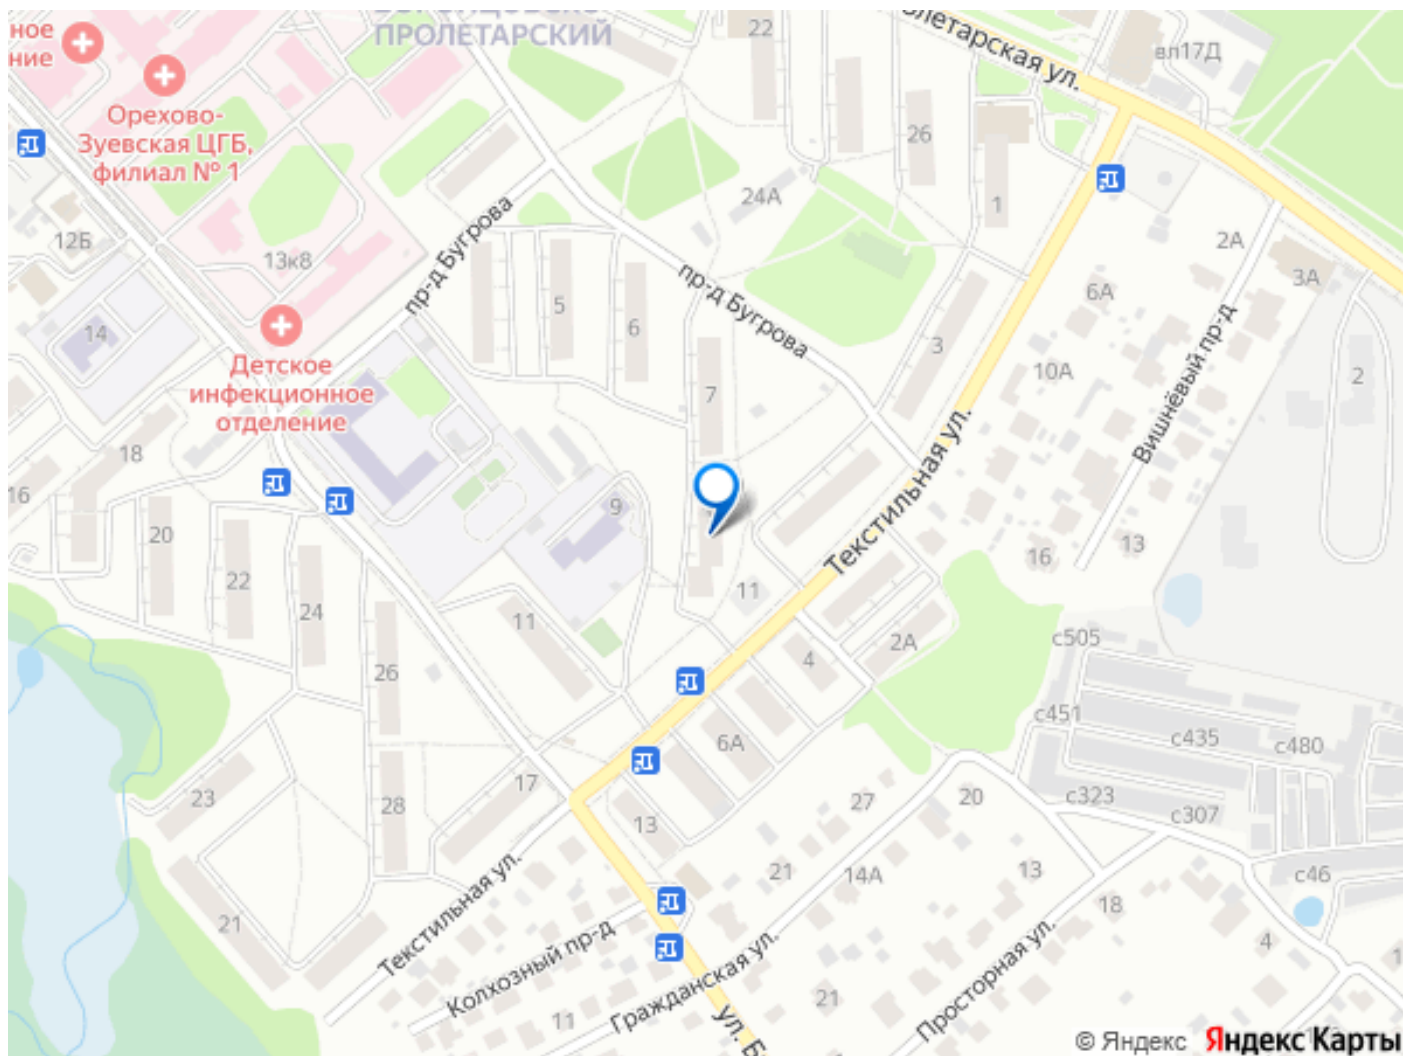 ное
ние
ПРОЛЕТАРСКИЙ
22
Пролетарская ул.
вл17Д
Орехово-
Зуевская ЦГБ,
филиал № 1
26
24А
1
12Б
13к8
пр-д Бугрова
2А
3А
6А
14
5
6
пр-д Бугрова
3
Детское
инфекционное
отделение
7
10А
2
Вишнёвый пр-д
18
16
20
9
Текстильная ул.
16
13
22
24
11
11
2А
4
с505
26
с451
6А
с435
с480
23
28
17
13
27
20
с323
с307
21
14А
13
с46
21
18
4
Текстильная ул.
Колхозный пр-д
Гражданская ул.
Просторная ул.
11
21
ул. Б
© Яндекс
Яндекс Карты